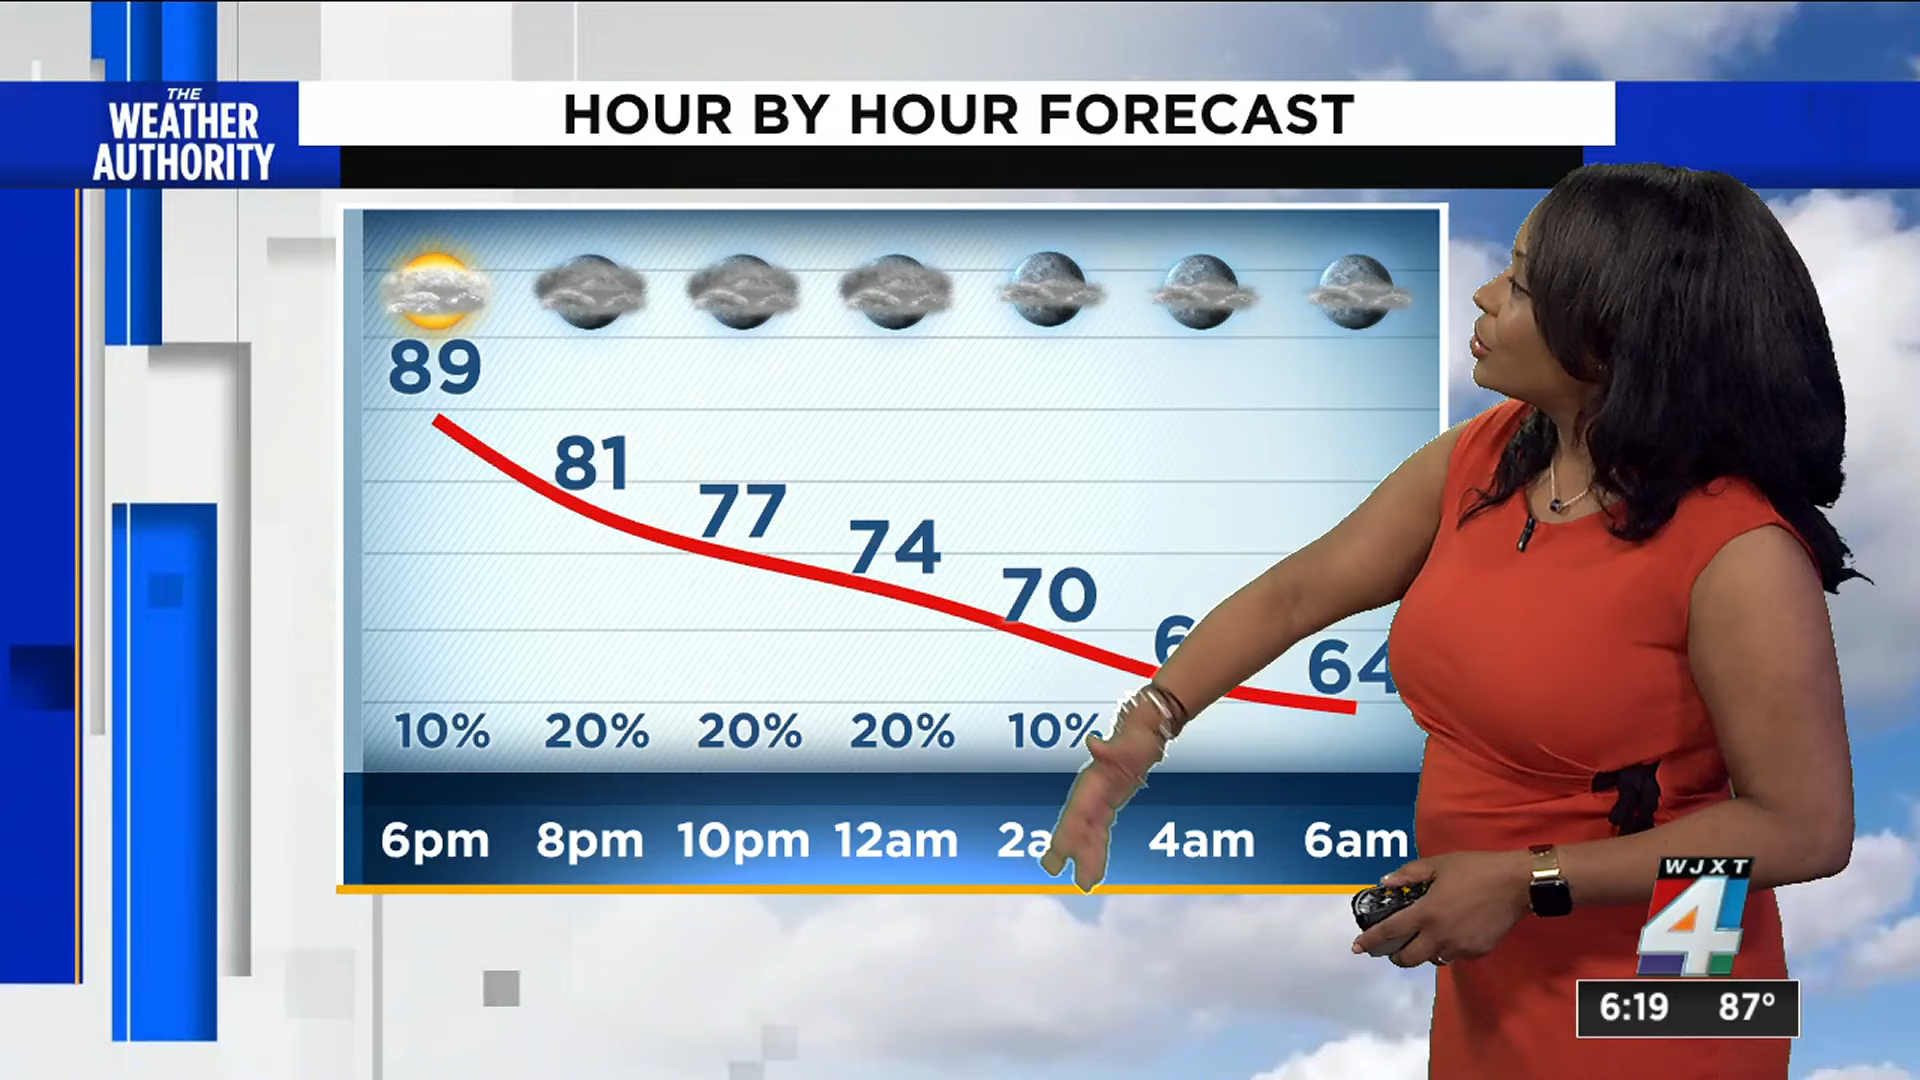 THE
WEATHER
AUTHORITY
HOUR BY HOUR FORECAST
89
81
77
74
70
64
10% 20% 20% 20% 10%
6pm 8pm 10pm 12am 4am 6am
WJXT
4
6:19 87°